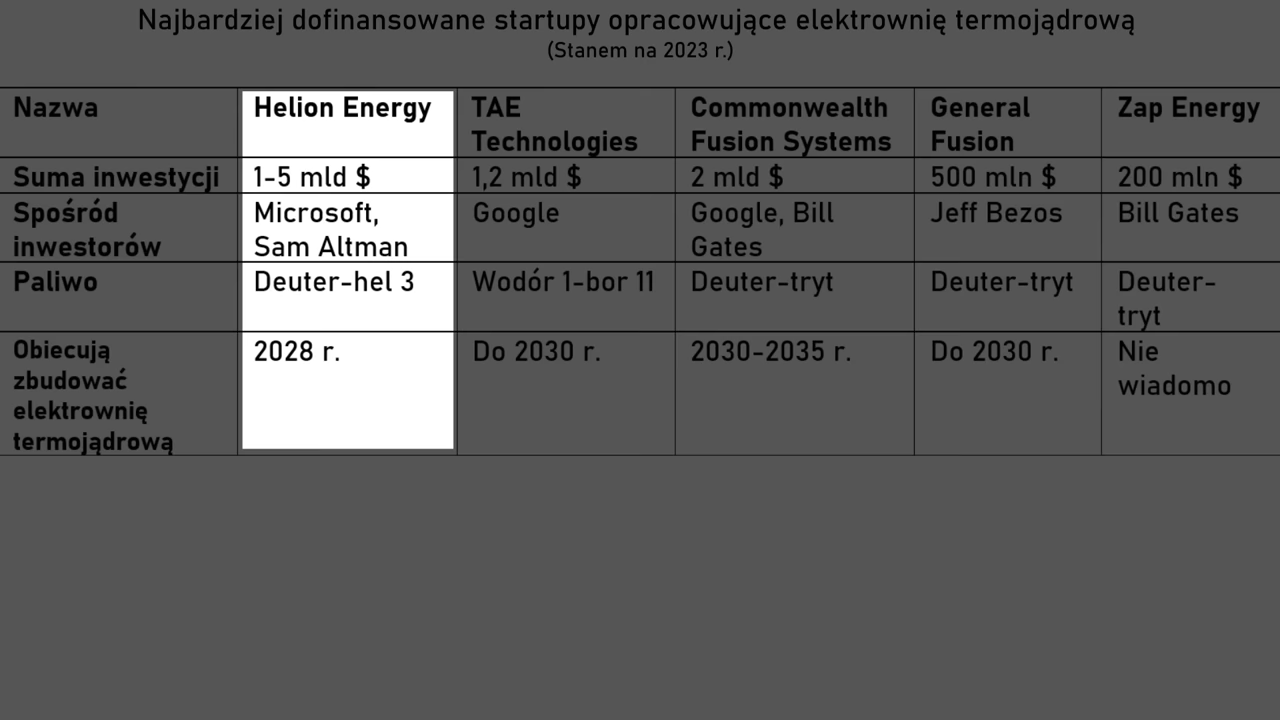 Najbardziej dofinansowane startupy opracowujące elektrownię termojądrową
(Stanem na 2023 r.)
Nazwa Helion Energy TAE Technologies Commonwealth Fusion Systems General Fusion Zap Energy
Suma inwestycji 1-5 mld $ 1,2 mld $ 2 mld $ 500 mln $ 200 mln $
Spośród inwestorów Microsoft, Sam Altman Google Google, Bill Gates Jeff Bezos Bill Gates
Paliwo Deuter-hel 3 Wodór 1-bor 11 Deuter-tryt Deuter-tryt Deuter-tryt
Obiecują zbudować elektrownię termojądrową 2028 r. Do 2030 r. 2030-2035 r. Do 2030 r. Nie wiadomo